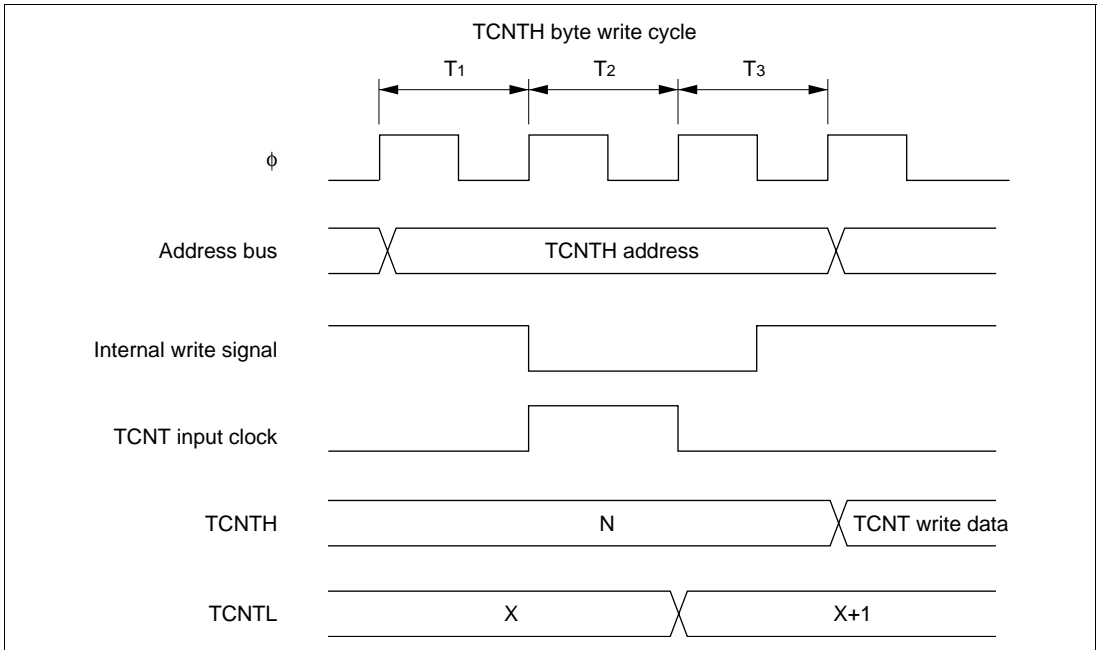 TCNTH byte write cycle
T1 T2 T3
φ
Address bus TCNTH address
Internal write signal
TCNT input clock
TCNTH N TCNT write data
TCNTL X X+1